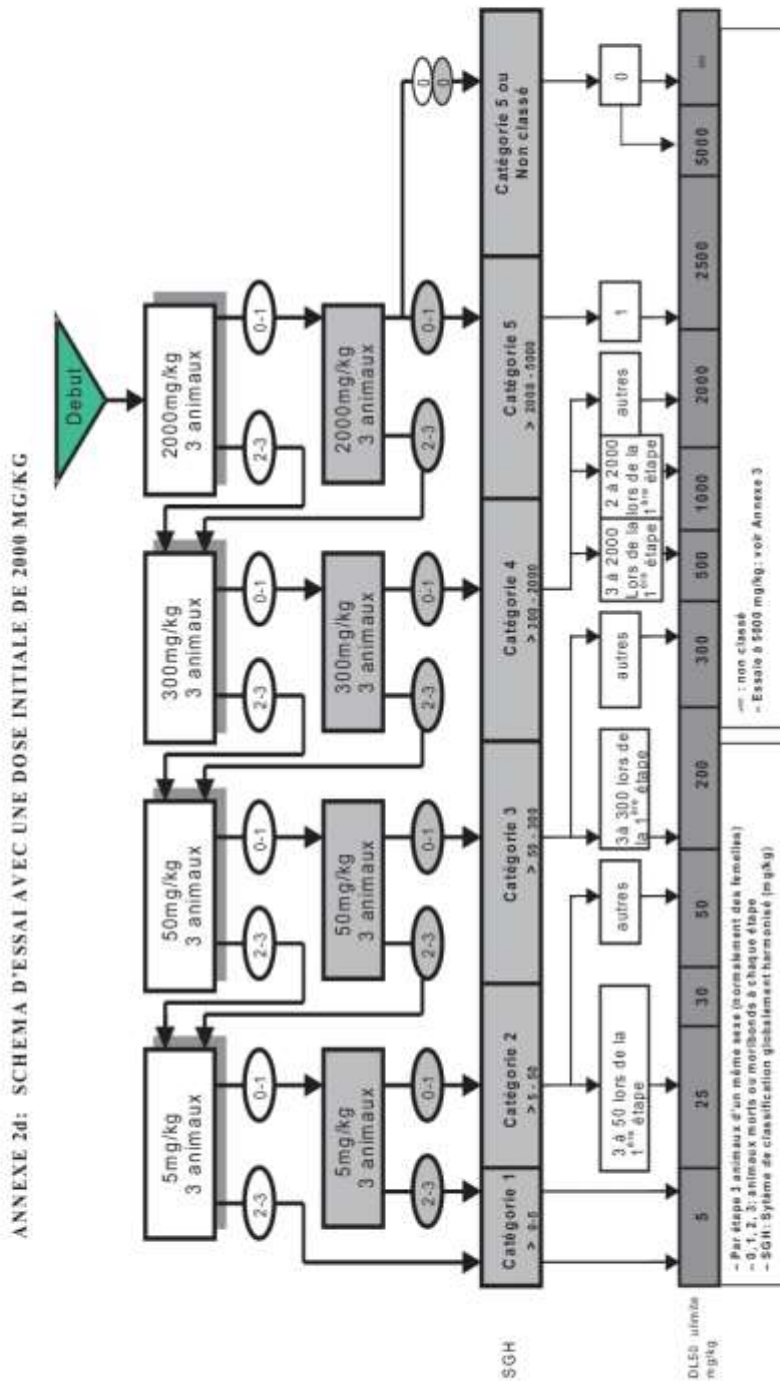 ANNEXE 2d: SCHEMA D'ESSAI AVEC UNE DOSE INITIALE DE 2000 MG/KG
Debut
5mg/kg
3 animaux
50mg/kg
3 animaux
300mg/kg
3 animaux
2000mg/kg
3 animaux
2-3
0-1
2-3
0-1
2-3
0-1
2-3
0-1
5mg/kg
3 animaux
50mg/kg
3 animaux
300mg/kg
3 animaux
2000mg/kg
3 animaux
2-3
0-1
2-3
0-1
2-3
0-1
2-3
0-1
0
0
SGH
Catégorie 1
> 0-5
Catégorie 2
> 5 - 50
Catégorie 3
> 50 - 300
Catégorie 4
> 300 - 2000
Catégorie 5
> 2000 - 5000
Catégorie 5 ou
Non classé
3 à 50 lors de la
1ère étape
autres
3à 300 lors de
la 1ère étape
autres
3 à 2000
Lors de la
1ère étape
2 à 2000
lors de la
1ère étape
autres
1
0
DL50
mg/kg
5
25
30
50
200
300
500
1000
2000
2500
5000
∞
– Par étape 3 animaux d'un même sexe (normalement des femelles)
– 0, 1, 2, 3: animaux morts ou moribonds à chaque étape
– SGH: Sytème de classification globalement harmonisé (mg/kg)
–∞ : non classé
– Essaie à 5000 mg/kg: voir Annexe 3